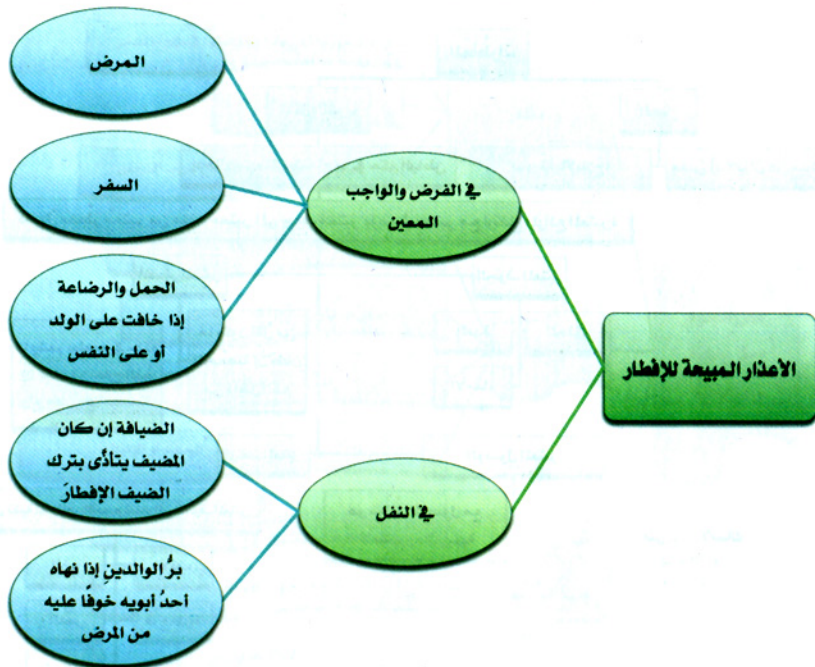 الأعذار المبيحة للإفطار
في الفرض والواجب
المعين
المرض
السفر
الحمل والرضاعة
إذا خافت على الولد
أو على النفس
في النفل
الضيافة إن كان
المضيف يتأذَّى بترك
الضيف الإفطارَ
برُّ الوالدينِ إذا نهاه
أحدُ أبويه خوفًا عليه
من المرض